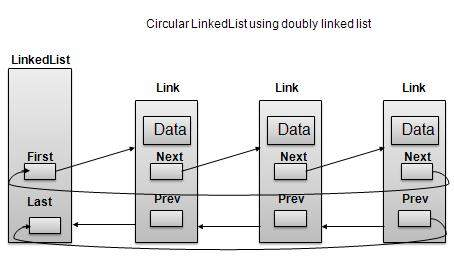 Circular LinkedList using doubly linked list
LinkedList
Link
Link
Link
Data
Data
Data
First
Next
Next
Next
Last
Prev
Prev
Prev